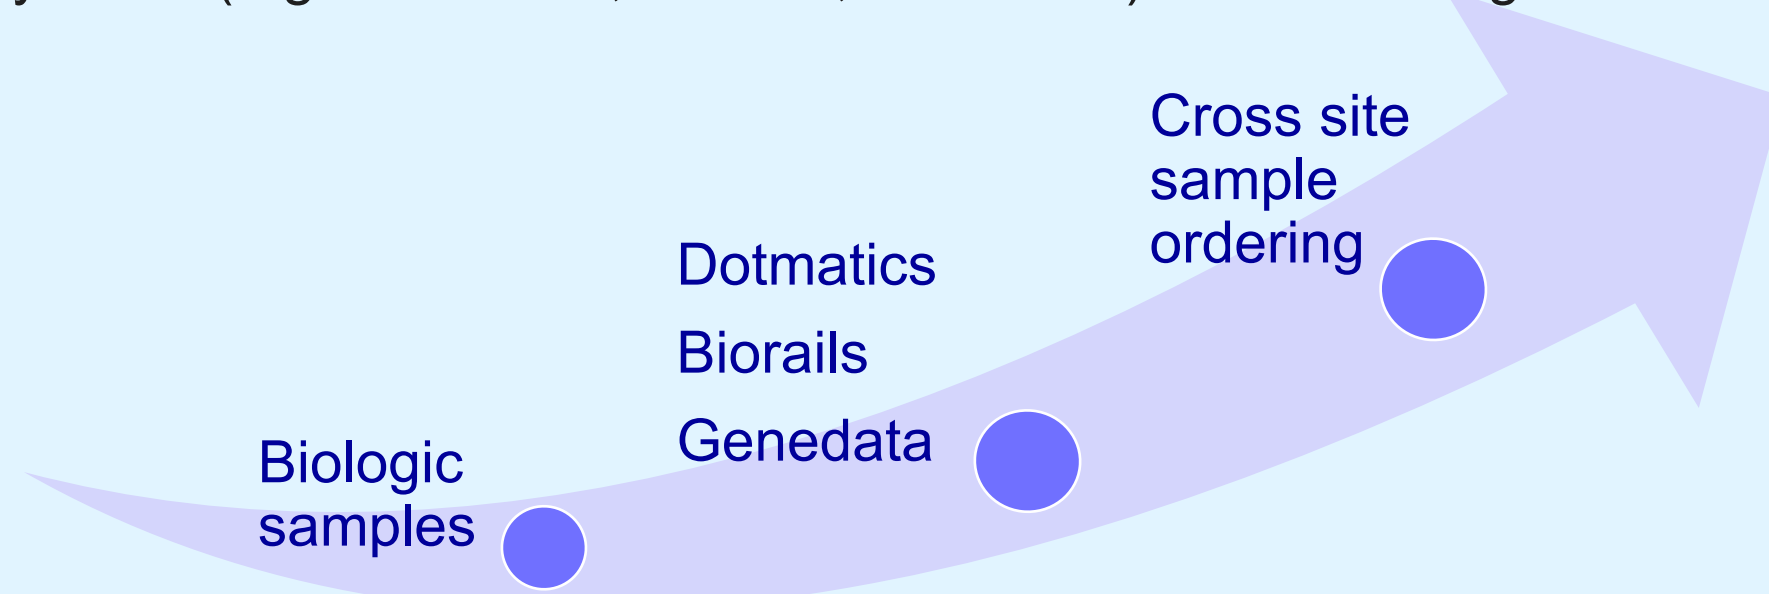 Biologic
samples
Dotmatics
Biorails
Genedata
Cross site
sample
ordering